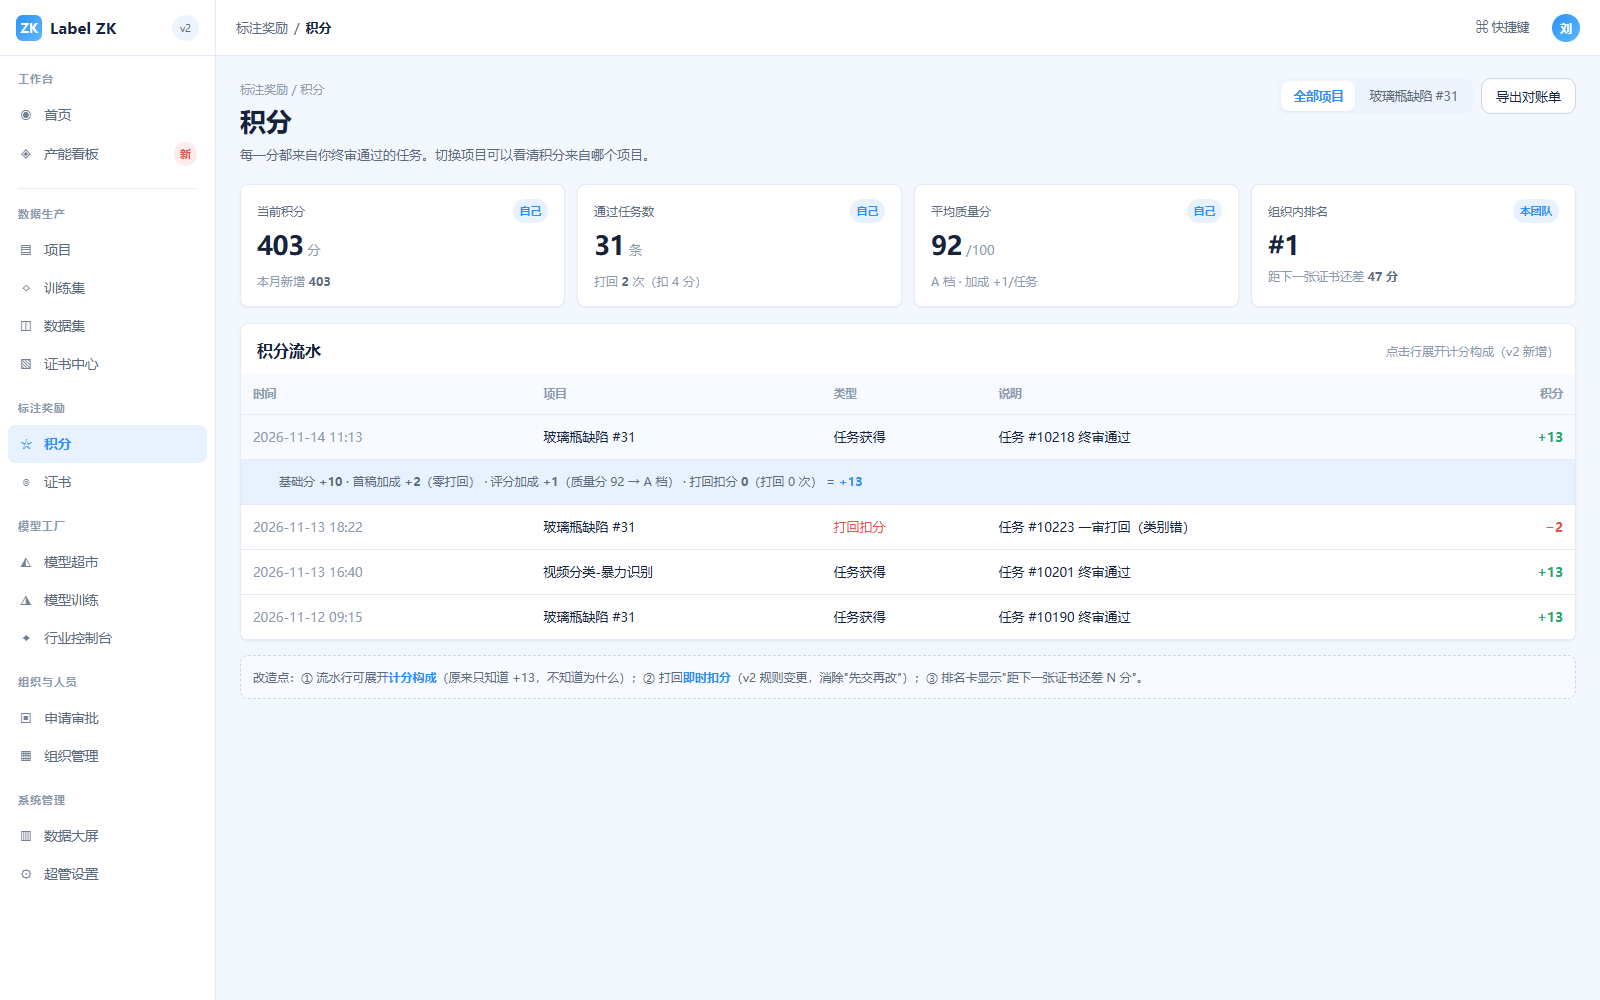 ZK Label ZK v2
工作台
首页
产能看板 新
数据生产
项目
训练集
数据集
证书中心
标注奖励
积分
证书
模型工厂
模型超市
模型训练
行业控制台
组织与人员
申请审批
组织管理
系统管理
数据大屏
超管设置
标注奖励 / 积分
⌘ 快捷键 刘
标注奖励 / 积分
积分
每一分都来自你终审通过的任务。切换项目可以看清积分来自哪个项目。
全部项目 玻璃瓶缺陷 #31 导出对账单
当前积分 自己
403 分
本月新增 403
通过任务数 自己
31 条
打回 2 次（扣 4 分）
平均质量分 自己
92 /100
A 档 · 加成 +1/任务
组织内排名 本团队
#1
距下一张证书还差 47 分
积分流水 点击行展开计分构成（v2 新增）
时间 项目 类型 说明 积分
2026-11-14 11:13 玻璃瓶缺陷 #31 任务获得 任务 #10218 终审通过 +13
基础分 +10 · 首稿加成 +2（零打回） · 评分加成 +1（质量分 92 → A 档） · 打回扣分 0（打回 0 次） = +13
2026-11-13 18:22 玻璃瓶缺陷 #31 打回扣分 任务 #10223 一审打回（类别错） −2
2026-11-13 16:40 视频分类-暴力识别 任务获得 任务 #10201 终审通过 +13
2026-11-12 09:15 玻璃瓶缺陷 #31 任务获得 任务 #10190 终审通过 +13
改造点：① 流水行可展开计分构成（原来只知道 +13，不知道为什么）；② 打回即时扣分（v2 规则变更，消除"先交再改"）；③ 排名卡显示"距下一张证书还差 N 分"。